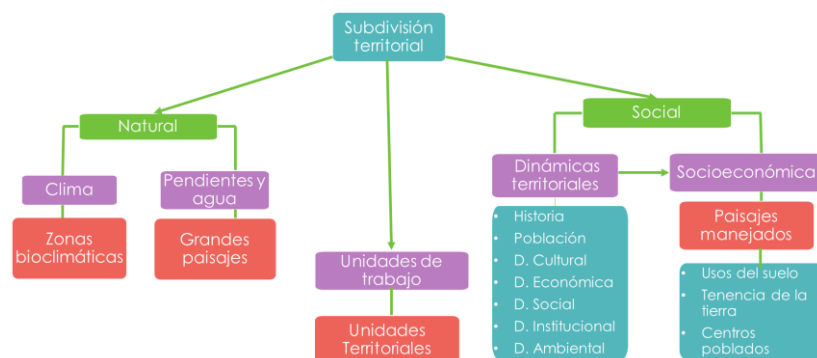 Subdivisión
territorial
Natural
Social
Clima
Pendientes y
agua
Dinámicas
territoriales
Socioeconómica
Zonas
bioclimáticas
Grandes
paisajes
Unidades de
trabajo
Unidades
Territoriales
• Historia
• Población
• D. Cultural
• D. Económica
• D. Social
• D. Institucional
• D. Ambiental
Paisajes
manejados
• Usos del suelo
• Tenencia de la
tierra
• Centros
poblados